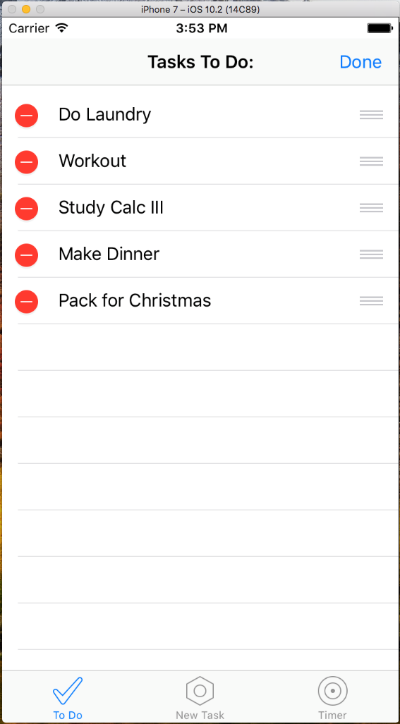 iPhone 7 – iOS 10.2 (14C89)
Carrier 3:53 PM
Tasks To Do: Done
Do Laundry
Workout
Study Calc III
Make Dinner
Pack for Christmas
To Do New Task Timer